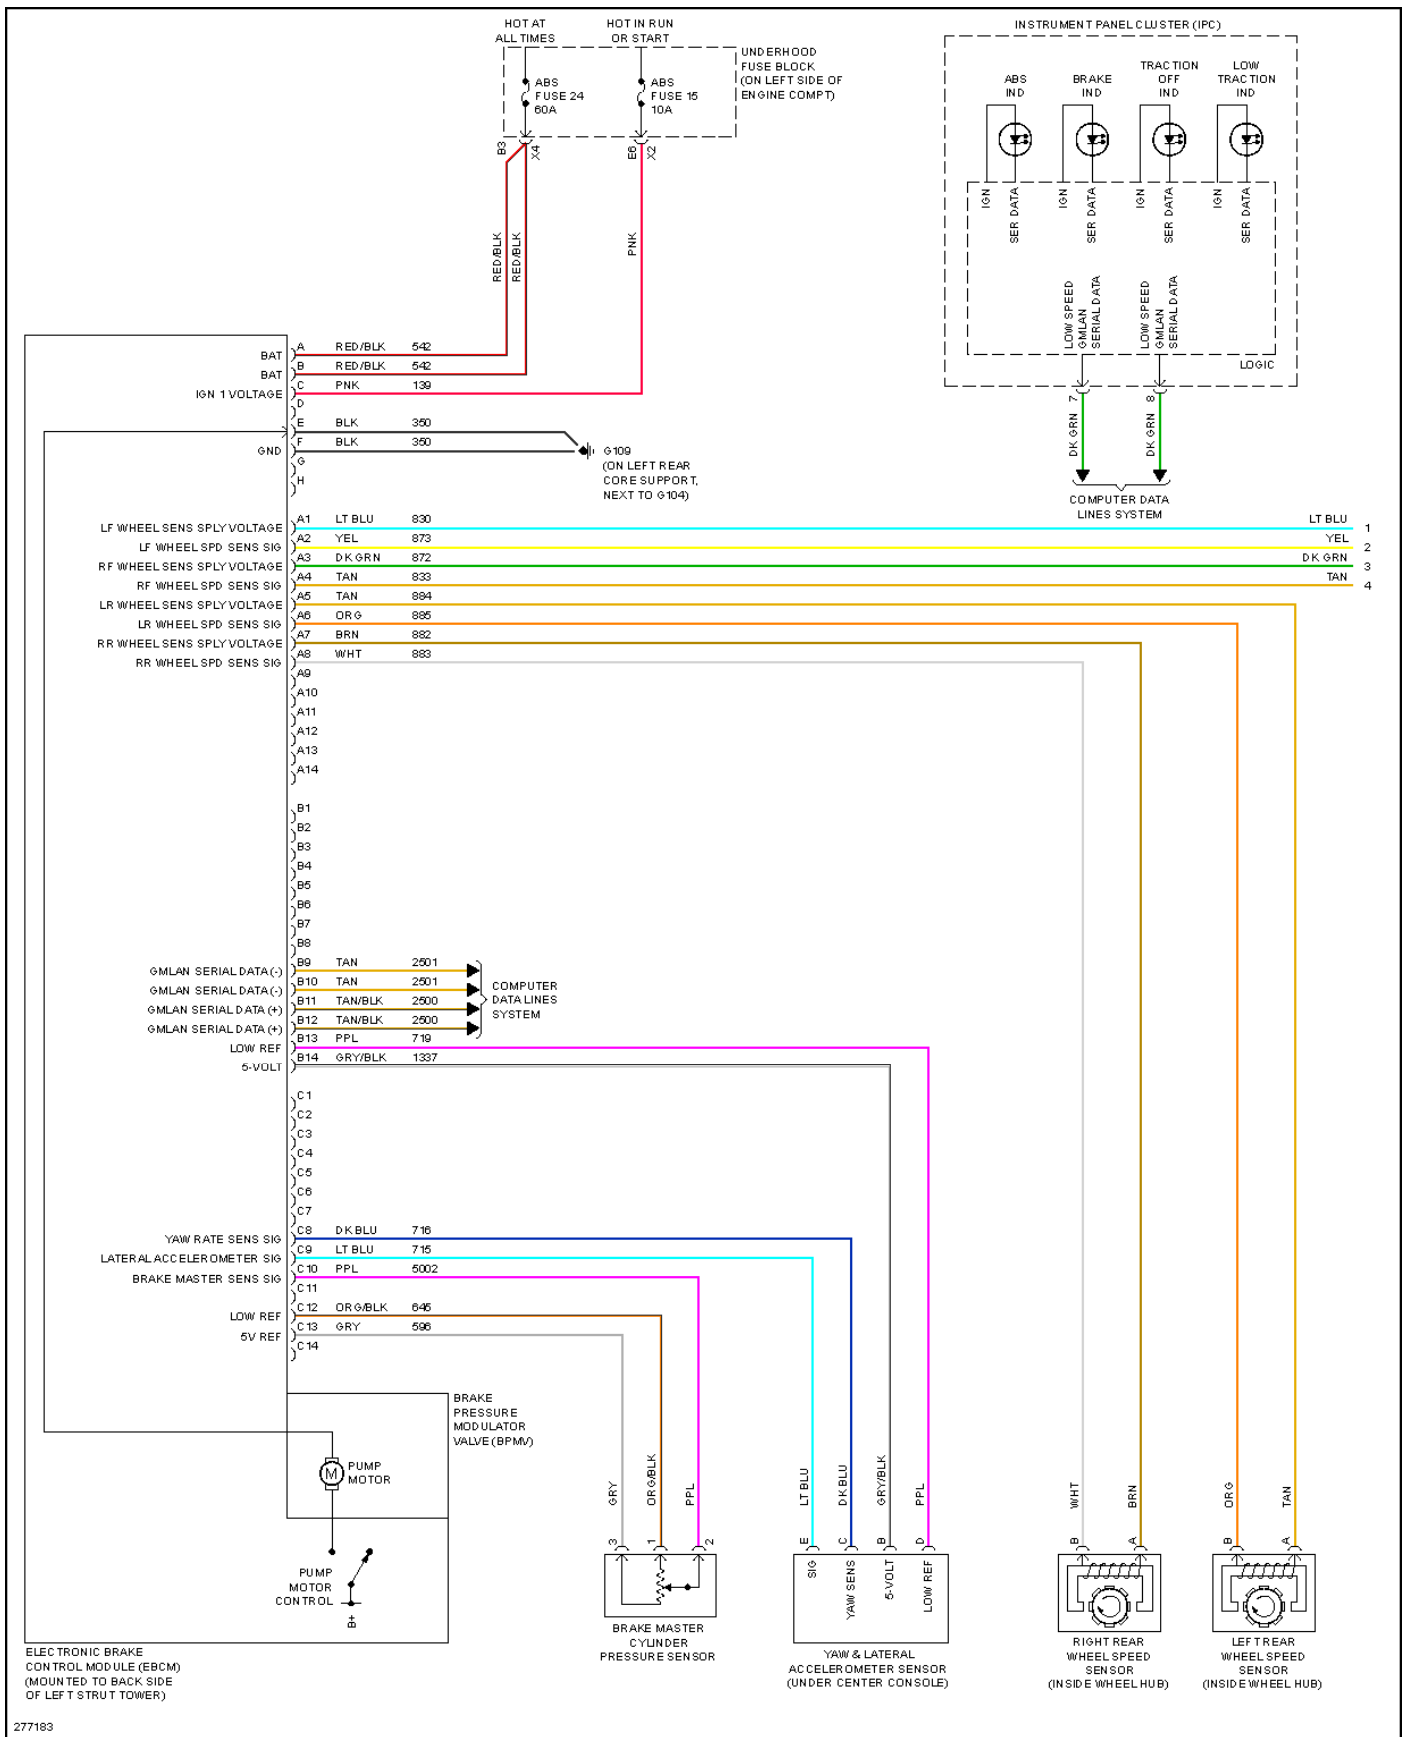 HOT AT
ALL TIMES
HOT IN RUN
OR START
UNDERHOOD
FUSE BLOCK
(ON LEFT SIDE OF
ENGINE COMPT)
ABS
FUSE 24
60A
ABS
FUSE 15
10A
B3
X4
E6
X2
RED/BLK
RED/BLK
PNK
INSTRUMENT PANEL CLUSTER (IPC)
ABS
IND
BRAKE
IND
TRACTION
OFF
IND
LOW
TRACTION
IND
IGN
SER DATA
IGN
SER DATA
IGN
SER DATA
IGN
SER DATA
LOW SPEED
GMLAN
SERIAL DATA
LOW SPEED
GMLAN
SERIAL DATA
LOGIC
7
8
DK GRN
DK GRN
COMPUTER DATA
LINES SYSTEM
BAT A RED/BLK 542
BAT B RED/BLK 542
IGN 1 VOLTAGE C PNK 139
D
E BLK 350
GND F BLK 350
G
H
G109
(ON LEFT REAR
CORE SUPPORT,
NEXT TO G104)
LF WHEEL SENS SPLY VOLTAGE A1 LT BLU 830 LT BLU 1
LF WHEEL SPD SENS SIG A2 YEL 873 YEL 2
RF WHEEL SENS SPLY VOLTAGE A3 DK GRN 872 DK GRN 3
RF WHEEL SPD SENS SIG A4 TAN 833 TAN 4
LR WHEEL SENS SPLY VOLTAGE A5 TAN 884
LR WHEEL SPD SENS SIG A6 ORG 885
RR WHEEL SENS SPLY VOLTAGE A7 BRN 882
RR WHEEL SPD SENS SIG A8 WHT 883
A9
A10
A11
A12
A13
A14
B1
B2
B3
B4
B5
B6
B7
B8
GMLAN SERIAL DATA (-) B9 TAN 2501
GMLAN SERIAL DATA (-) B10 TAN 2501
GMLAN SERIAL DATA (+) B11 TAN/BLK 2500
GMLAN SERIAL DATA (+) B12 TAN/BLK 2500
LOW REF B13 PPL 719
5-VOLT B14 GRY/BLK 1337
COMPUTER
DATA LINES
SYSTEM
C1
C2
C3
C4
C5
C6
C7
YAW RATE SENS SIG C8 DK BLU 716
LATERAL ACCELEROMETER SIG C9 LT BLU 715
BRAKE MASTER SENS SIG C10 PPL 5002
C11
LOW REF C12 ORG/BLK 645
5V REF C13 GRY 596
C14
BRAKE
PRESSURE
MODULATOR
VALVE (BPMV)
M
PUMP
MOTOR
PUMP
MOTOR
CONTROL
B+
ELECTRONIC BRAKE
CONTROL MODULE (EBCM)
(MOUNTED TO BACK SIDE
OF LEFT STRUT TOWER)
GRY
ORG/BLK
PPL
3
1
2
BRAKE MASTER
CYLINDER
PRESSURE SENSOR
LT BLU
DK BLU
GRY/BLK
PPL
E
C
B
D
SIG
YAW SENS
5-VOLT
LOW REF
YAW & LATERAL
ACCELEROMETER SENSOR
(UNDER CENTER CONSOLE)
WHT
BRN
B
A
RIGHT REAR
WHEEL SPEED
SENSOR
(INSIDE WHEEL HUB)
ORG
TAN
B
A
LEFT REAR
WHEEL SPEED
SENSOR
(INSIDE WHEEL HUB)
277183